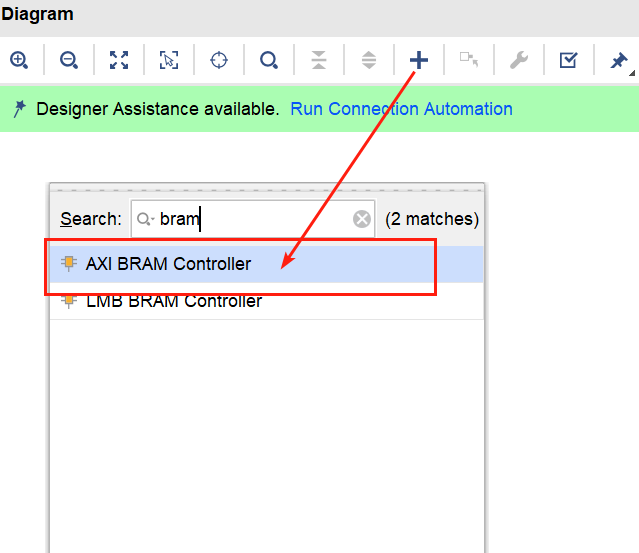 Diagram
Designer Assistance available. Run Connection Automation
Search: bram (2 matches)
AXI BRAM Controller
LMB BRAM Controller